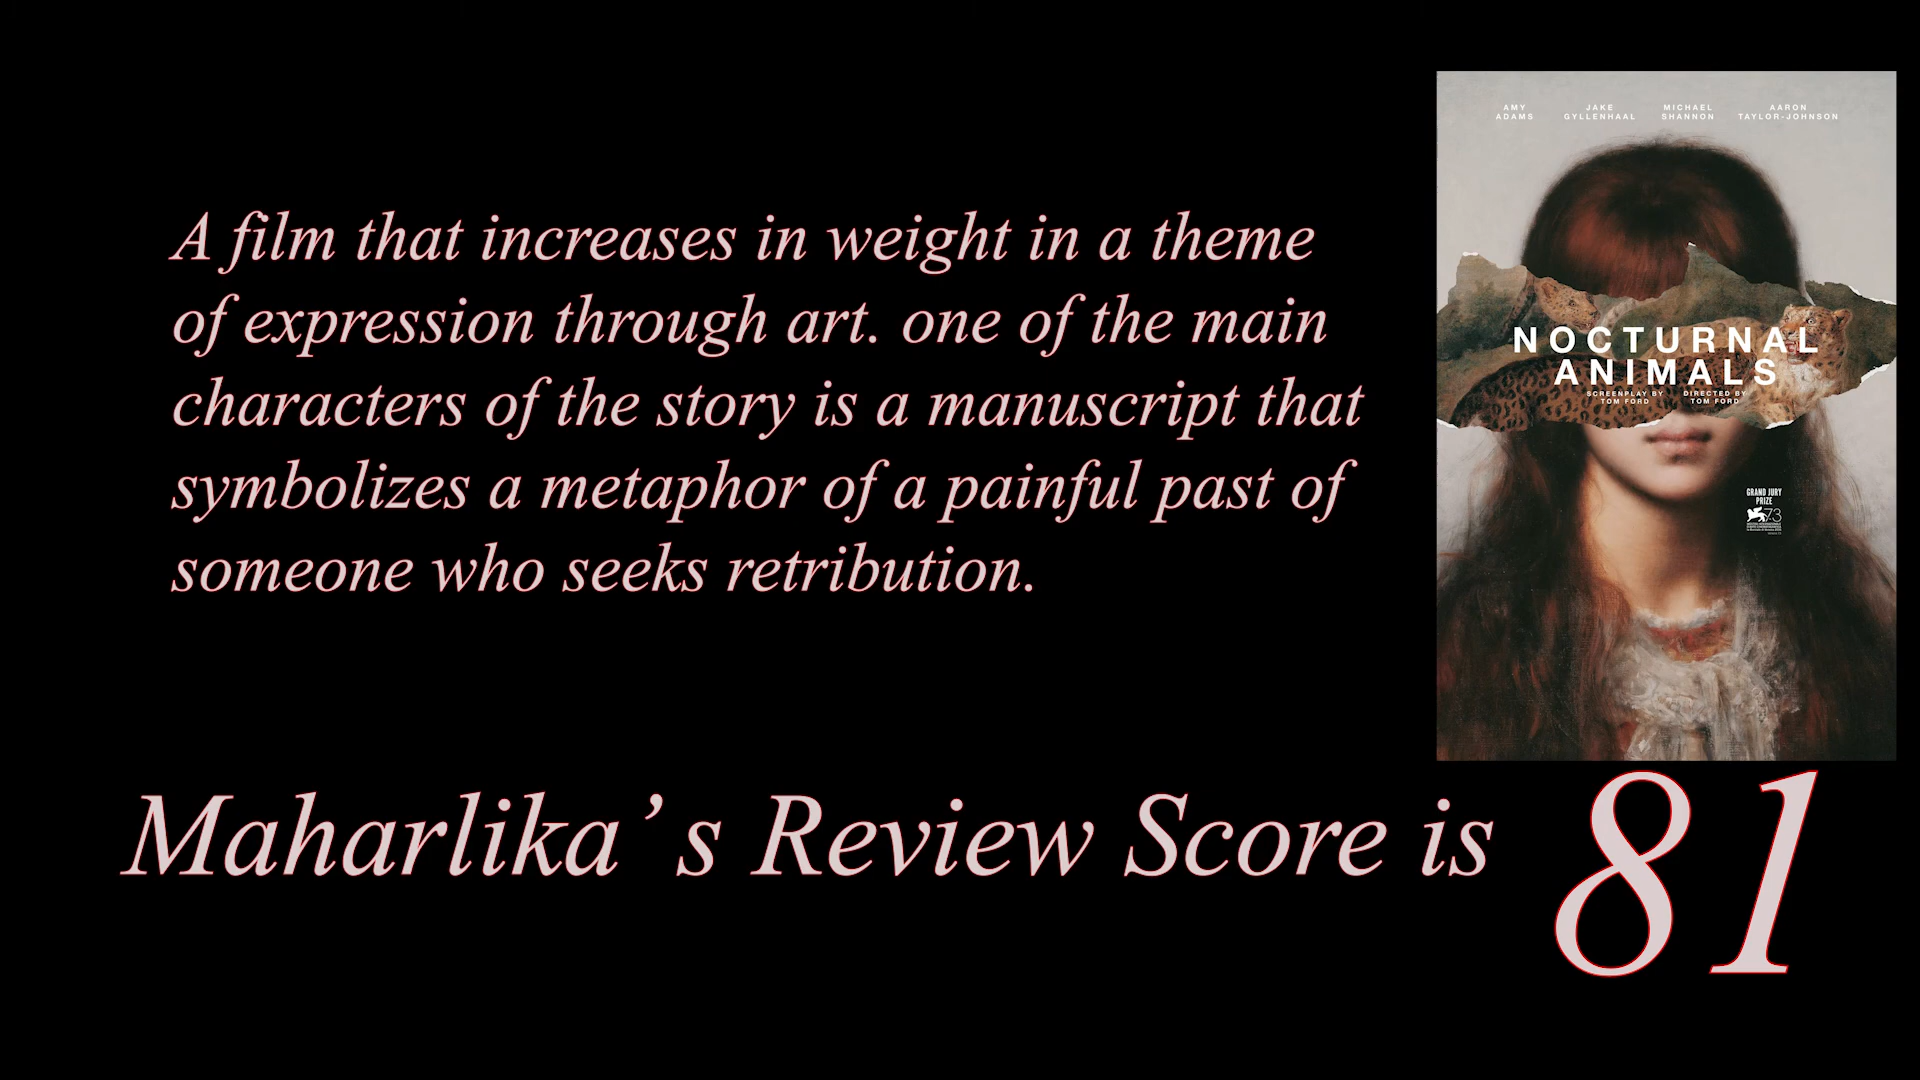 A film that increases in weight in a theme
of expression through art. one of the main
characters of the story is a manuscript that
symbolizes a metaphor of a painful past of
someone who seeks retribution.
AMY ADAMS
JAKE GYLLENHAAL
MICHAEL SHANNON
AARON TAYLOR-JOHNSON
NOCTURNAL
ANIMALS
SCREENPLAY BY
TOM FORD
DIRECTED BY
TOM FORD
GRAND JURY
PRIZE
73
Maharlika's Review Score is 81